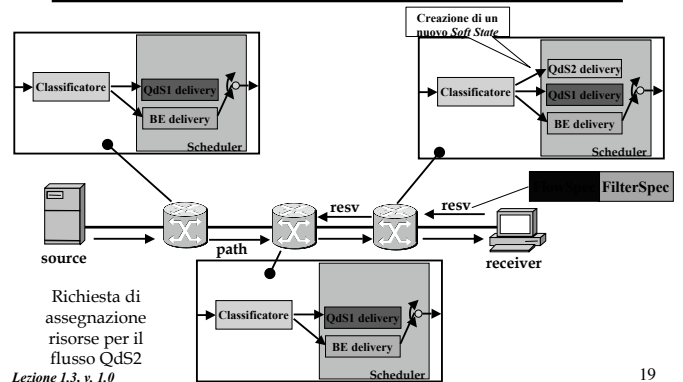 Creazione di un
nuovo Soft State
Classificatore
QdS1 delivery
BE delivery
Scheduler
Classificatore
QdS2 delivery
QdS1 delivery
BE delivery
Scheduler
resv
resv
FlowSpec FilterSpec
source
path
receiver
Classificatore
QdS1 delivery
BE delivery
Scheduler
Richiesta di
assegnazione
risorse per il
flusso QdS2
Lezione 1.3, v. 1.0
19